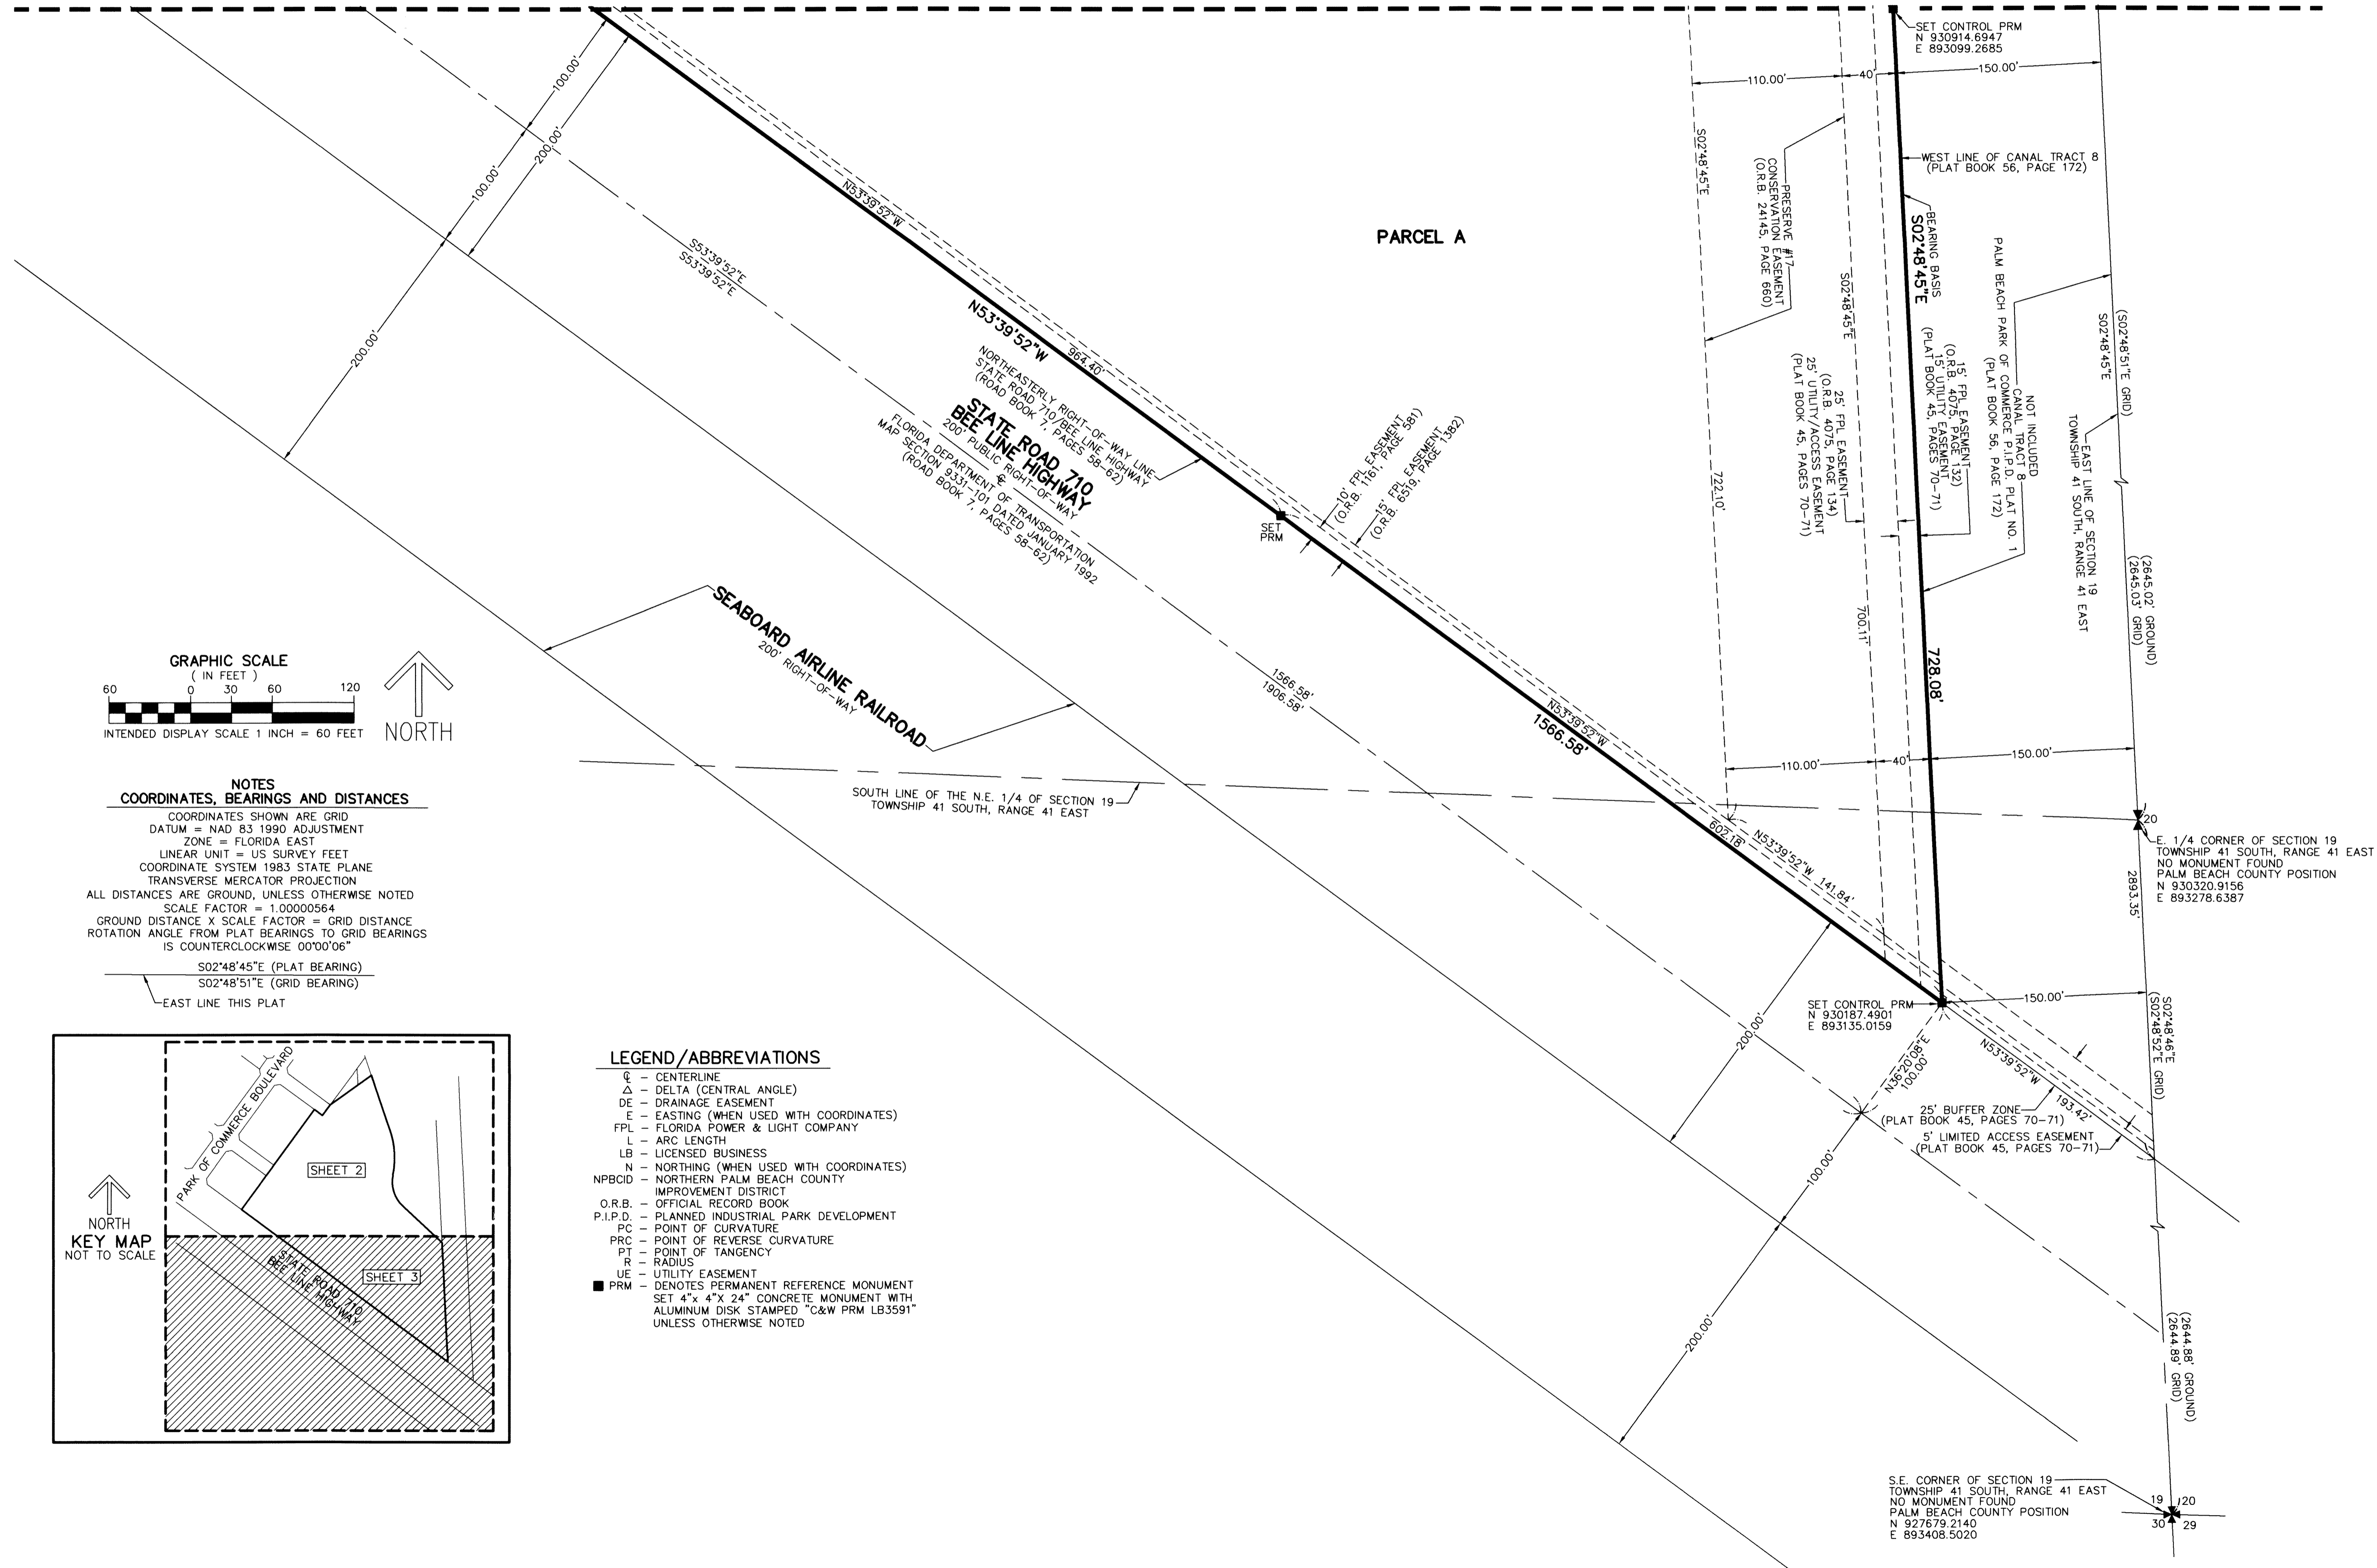 SET CONTROL PRM
N 930914.6947
E 893099.2685
110.00'
40'
150.00'
100.00'
200.00'
100.00'
200.00'
WEST LINE OF CANAL TRACT 8
(PLAT BOOK 56, PAGE 172)
S02°48'45"E
PRESERVE #17
CONSERVATION EASEMENT
(O.R.B. 24145, PAGE 660)
S02°48'45"E
BEARING BASIS
S02°48'45"E
PARCEL A
N53°39'52"W
S53°39'52"E
S53°39'52"E
N53°39'52"W
964.40'
NORTHEASTERLY RIGHT-OF-WAY LINE
STATE ROAD 710/BEE LINE HIGHWAY
(ROAD BOOK 7, PAGES 58-62)
STATE ROAD 710
BEE LINE HIGHWAY
200' PUBLIC RIGHT-OF-WAY
℄
FLORIDA DEPARTMENT OF TRANSPORTATION
MAP SECTION 9331-101, DATED JANUARY 1992
(ROAD BOOK 7, PAGES 58-62)
SET
PRM
10' FPL EASEMENT
(O.R.B. 1161, PAGE 581)
15' FPL EASEMENT
(O.R.B. 6519, PAGE 1382)
722.10'
25' FPL EASEMENT
(O.R.B. 4075, PAGE 134)
25' UTILITY/ACCESS EASEMENT
(PLAT BOOK 45, PAGES 70-71)
700.11'
15' FPL EASEMENT
(O.R.B. 4075, PAGE 132)
15' UTILITY EASEMENT
(PLAT BOOK 45, PAGES 70-71)
728.08'
NOT INCLUDED
CANAL TRACT 8
PALM BEACH PARK OF COMMERCE P.I.P.D. PLAT NO. 1
(PLAT BOOK 56, PAGE 172)
(S02°48'51"E GRID)
S02°48'45"E
EAST LINE OF SECTION 19
TOWNSHIP 41 SOUTH, RANGE 41 EAST
(2645.02' GROUND)
(2645.03' GRID)
SEABOARD AIRLINE RAILROAD
200' RIGHT-OF-WAY
1566.58'
1906.58'
N53°39'52"W
1566.58'
110.00'
40'
150.00'
SOUTH LINE OF THE N.E. 1/4 OF SECTION 19
TOWNSHIP 41 SOUTH, RANGE 41 EAST
602.18'
N53°39'52"W 141.84'
20
E. 1/4 CORNER OF SECTION 19
TOWNSHIP 41 SOUTH, RANGE 41 EAST
NO MONUMENT FOUND
PALM BEACH COUNTY POSITION
N 930320.9156
E 893278.6387
2893.35'
SET CONTROL PRM
N 930187.4901
E 893135.0159
150.00'
S02°48'46"E
(S02°48'52"E GRID)
200.00'
N36°20'08"E
100.00'
N53°39'52"W
193.42'
25' BUFFER ZONE
(PLAT BOOK 45, PAGES 70-71)
5' LIMITED ACCESS EASEMENT
(PLAT BOOK 45, PAGES 70-71)
100.00'
200.00'
(2644.88' GROUND)
(2644.89' GRID)
S.E. CORNER OF SECTION 19
TOWNSHIP 41 SOUTH, RANGE 41 EAST
NO MONUMENT FOUND
PALM BEACH COUNTY POSITION
N 927679.2140
E 893408.5020
19
20
30
29
GRAPHIC SCALE
( IN FEET )
60 0 30 60 120
INTENDED DISPLAY SCALE 1 INCH = 60 FEET
NORTH
NOTES
COORDINATES, BEARINGS AND DISTANCES
COORDINATES SHOWN ARE GRID
DATUM = NAD 83 1990 ADJUSTMENT
ZONE = FLORIDA EAST
LINEAR UNIT = US SURVEY FEET
COORDINATE SYSTEM 1983 STATE PLANE
TRANSVERSE MERCATOR PROJECTION
ALL DISTANCES ARE GROUND, UNLESS OTHERWISE NOTED
SCALE FACTOR = 1.00000564
GROUND DISTANCE X SCALE FACTOR = GRID DISTANCE
ROTATION ANGLE FROM PLAT BEARINGS TO GRID BEARINGS
IS COUNTERCLOCKWISE 00°00'06"
S02°48'45"E (PLAT BEARING)
S02°48'51"E (GRID BEARING)
EAST LINE THIS PLAT
PARK OF COMMERCE BOULEVARD
SHEET 2
SHEET 3
STATE ROAD 710/
BEE LINE HIGHWAY
NORTH
KEY MAP
NOT TO SCALE
LEGEND/ABBREVIATIONS
℄ - CENTERLINE
△ - DELTA (CENTRAL ANGLE)
DE - DRAINAGE EASEMENT
E - EASTING (WHEN USED WITH COORDINATES)
FPL - FLORIDA POWER & LIGHT COMPANY
L - ARC LENGTH
LB - LICENSED BUSINESS
N - NORTHING (WHEN USED WITH COORDINATES)
NPBCID - NORTHERN PALM BEACH COUNTY
IMPROVEMENT DISTRICT
O.R.B. - OFFICIAL RECORD BOOK
P.I.P.D. - PLANNED INDUSTRIAL PARK DEVELOPMENT
PC - POINT OF CURVATURE
PRC - POINT OF REVERSE CURVATURE
PT - POINT OF TANGENCY
R - RADIUS
UE - UTILITY EASEMENT
■ PRM - DENOTES PERMANENT REFERENCE MONUMENT
SET 4"x 4"X 24" CONCRETE MONUMENT WITH
ALUMINUM DISK STAMPED "C&W PRM LB3591"
UNLESS OTHERWISE NOTED